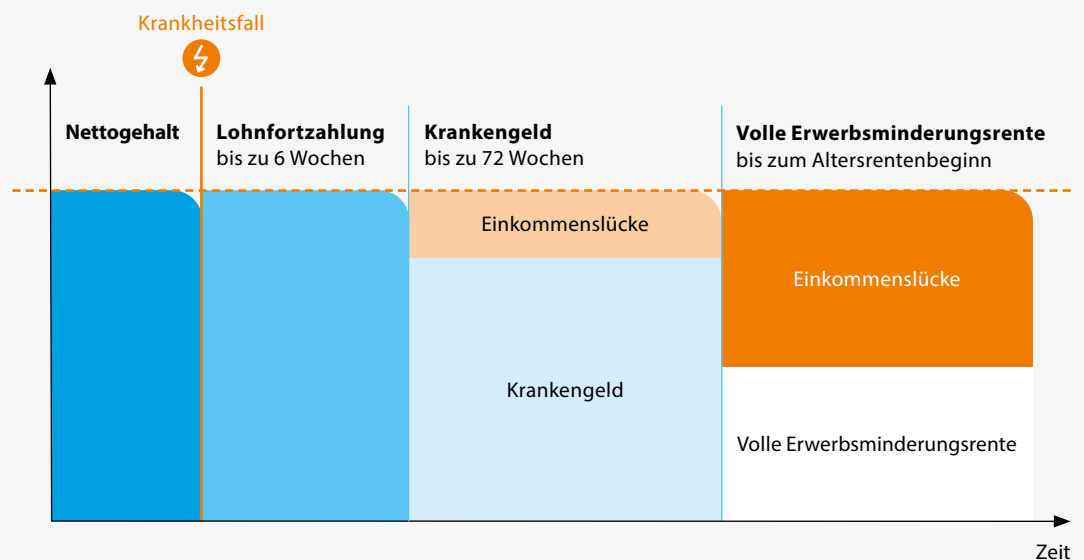 Krankheitsfall
Nettogehalt
Lohnfortzahlung
bis zu 6 Wochen
Krankengeld
bis zu 72 Wochen
Volle Erwerbsminderungsrente
bis zum Altersrentenbeginn
Einkommenslücke
Einkommenslücke
Krankengeld
Volle Erwerbsminderungsrente
Zeit